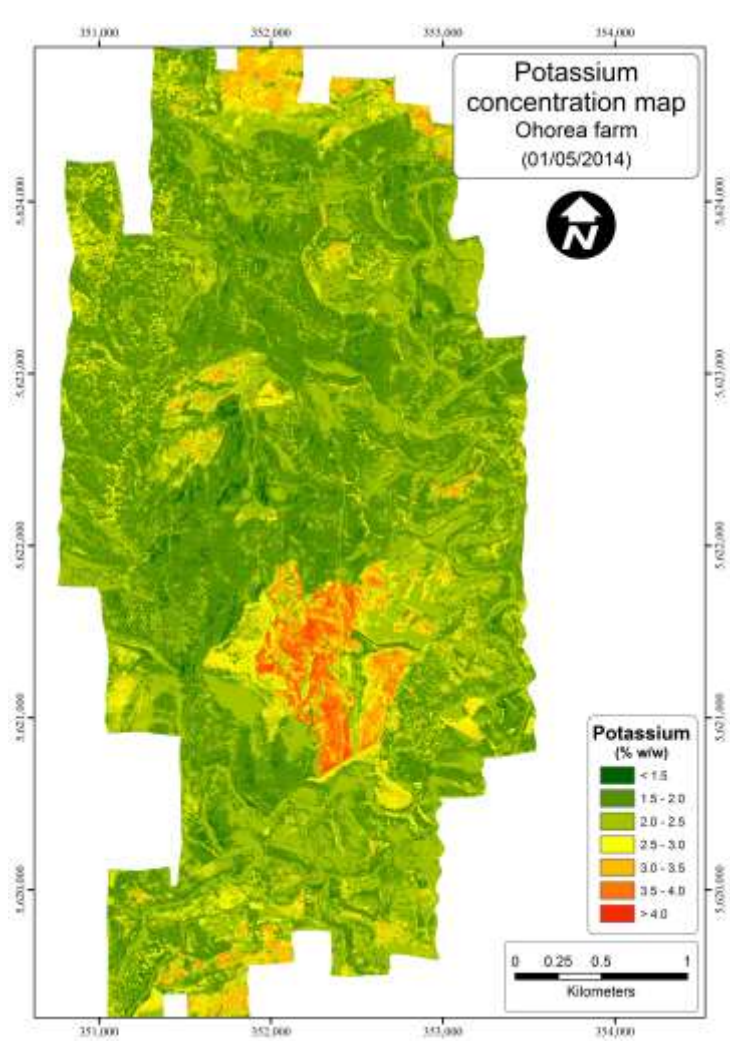 351,000 352,000 353,000 354,000
Potassium
concentration map
Ohorea farm
(01/05/2014)
N
5,624,000 5,624,000
5,623,000 5,623,000
5,622,000 5,622,000
5,621,000 5,621,000
Potassium
(% w/w)
< 1.5
1.5 - 2.0
2.0 - 2.5
2.5 - 3.0
3.0 - 3.5
3.5 - 4.0
> 4.0
5,620,000 5,620,000
0 0.25 0.5 1
Kilometers
351,000 352,000 353,000 354,000